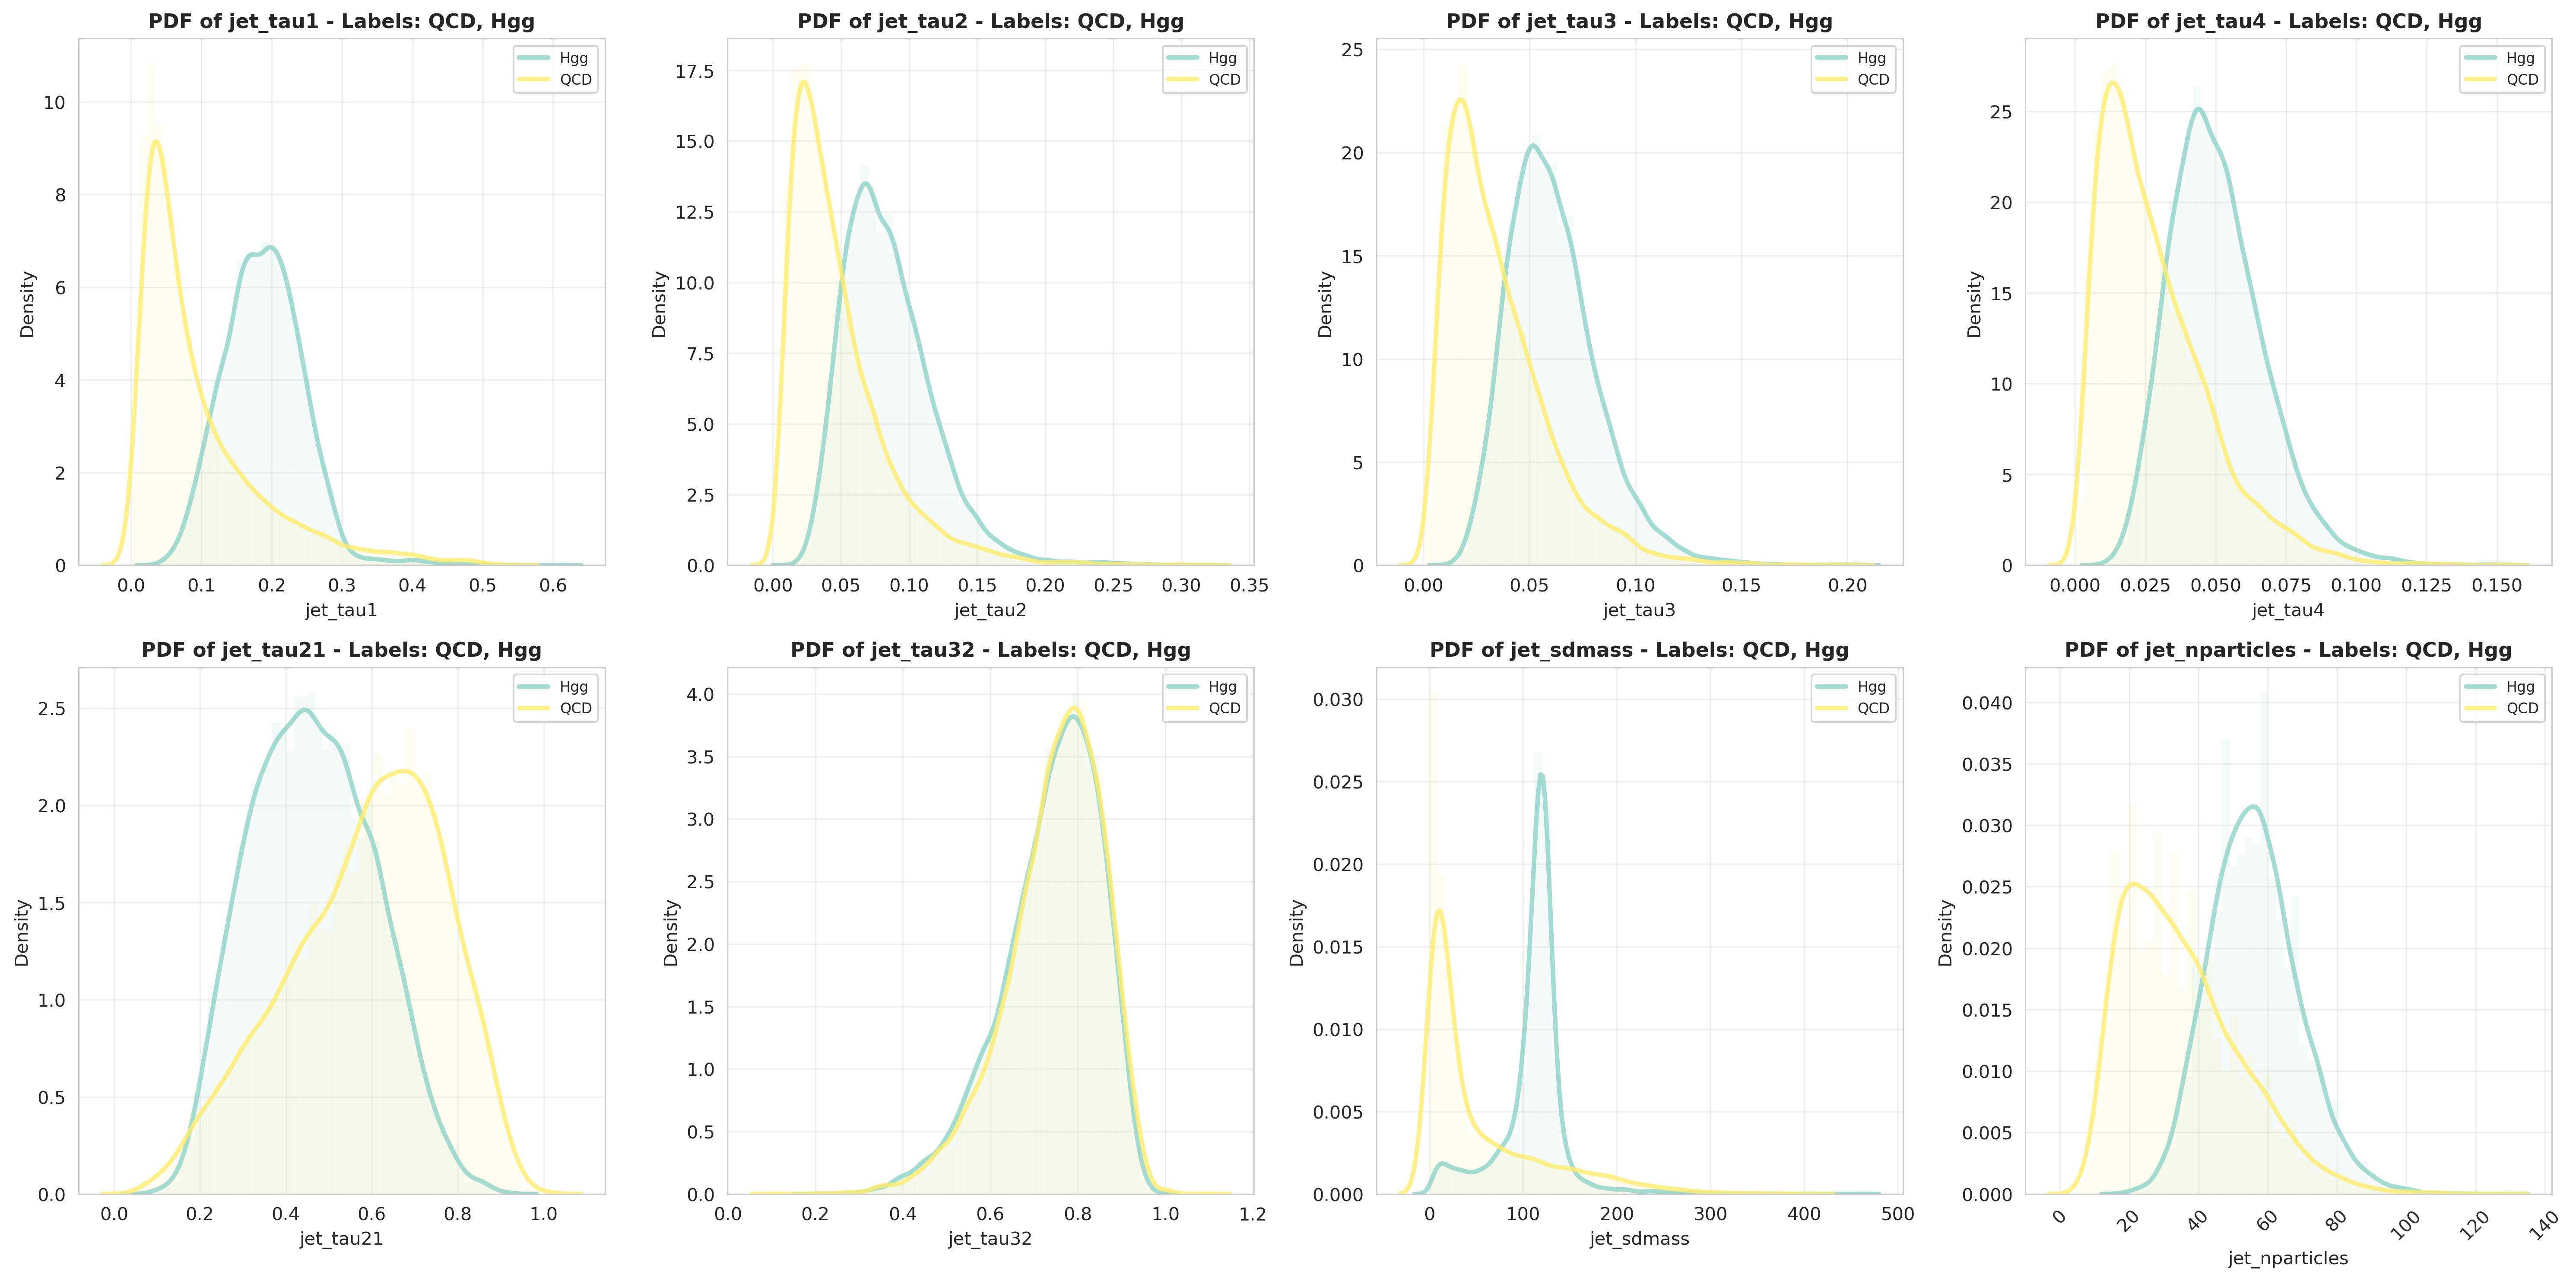 PDF of jet_tau1 - Labels: QCD, Hgg
Hgg
QCD
10
8
6
4
2
0
Density
0.0 0.1 0.2 0.3 0.4 0.5 0.6
jet_tau1
PDF of jet_tau2 - Labels: QCD, Hgg
Hgg
QCD
17.5
15.0
12.5
10.0
7.5
5.0
2.5
0.0
Density
0.00 0.05 0.10 0.15 0.20 0.25 0.30 0.35
jet_tau2
PDF of jet_tau3 - Labels: QCD, Hgg
Hgg
QCD
25
20
15
10
5
0
Density
0.00 0.05 0.10 0.15 0.20
jet_tau3
PDF of jet_tau4 - Labels: QCD, Hgg
Hgg
QCD
25
20
15
10
5
0
Density
0.000 0.025 0.050 0.075 0.100 0.125 0.150
jet_tau4
PDF of jet_tau21 - Labels: QCD, Hgg
Hgg
QCD
2.5
2.0
1.5
1.0
0.5
0.0
Density
0.0 0.2 0.4 0.6 0.8 1.0
jet_tau21
PDF of jet_tau32 - Labels: QCD, Hgg
Hgg
QCD
4.0
3.5
3.0
2.5
2.0
1.5
1.0
0.5
0.0
Density
0.0 0.2 0.4 0.6 0.8 1.0 1.2
jet_tau32
PDF of jet_sdmass - Labels: QCD, Hgg
Hgg
QCD
0.030
0.025
0.020
0.015
0.010
0.005
0.000
Density
0 100 200 300 400 500
jet_sdmass
PDF of jet_nparticles - Labels: QCD, Hgg
Hgg
QCD
0.040
0.035
0.030
0.025
0.020
0.015
0.010
0.005
0.000
Density
0 20 40 60 80 100 120 140
jet_nparticles